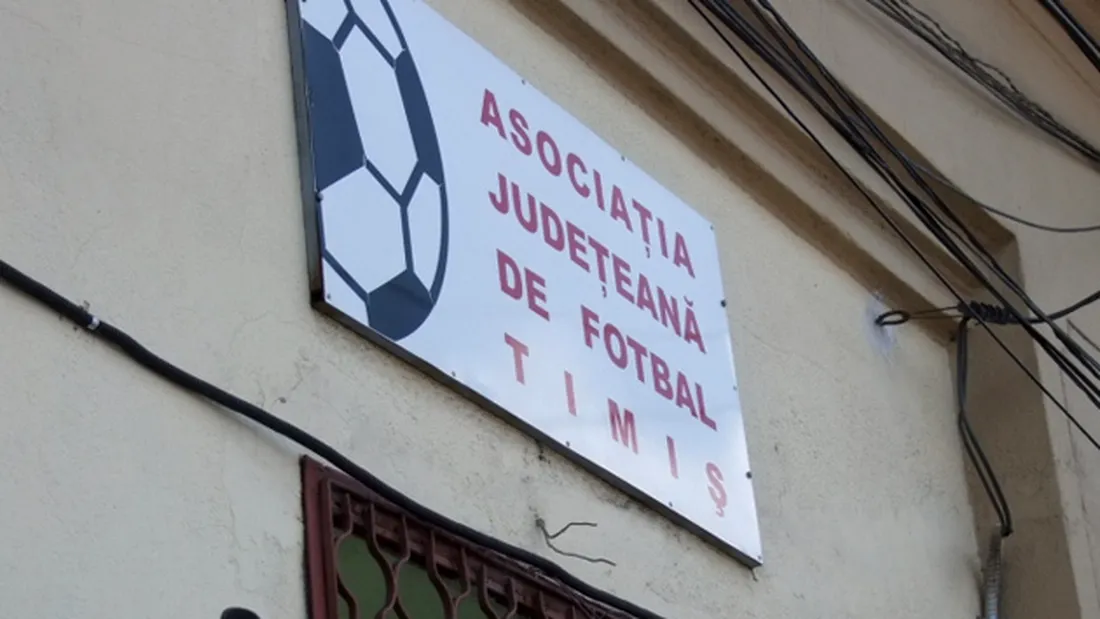 ASOCIAȚIA
JUDEȚEANĂ
DE FOTBAL
TIMIȘ